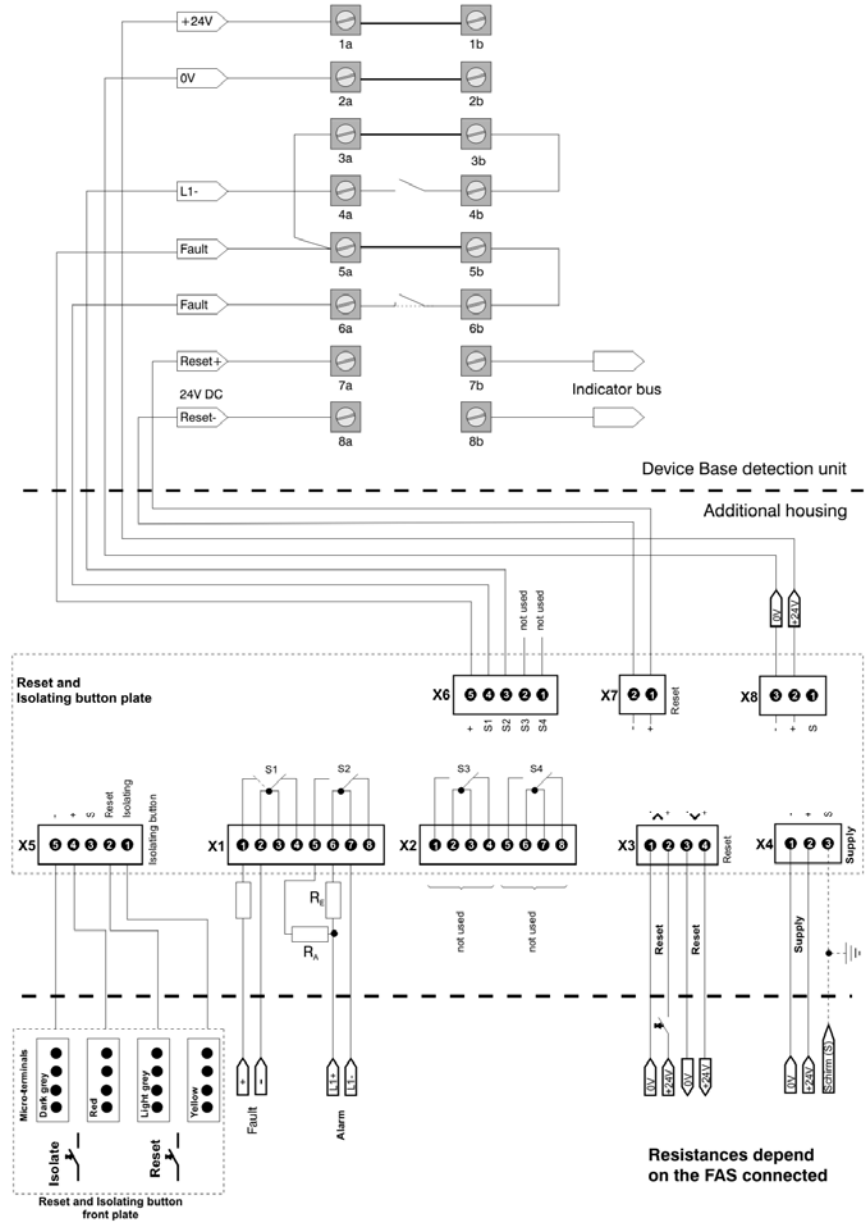 +24V
1a
1b
0V
2a
2b
3a
3b
L1-
4a
4b
Fault
5a
5b
Fault
6a
6b
Reset+
7a
7b
24V DC
Indicator bus
Reset-
8a
8b
Device Base detection unit
Additional housing
0V
+24V
not used
not used
Reset and
Isolating button plate
X6
5 4 3 2 1
+
S1
S2
S3
S4
X7
2 1
Reset
-
+
X8
3 2 1
-
+
S
X5
-
+
S
Reset
Isolating
5 4 3 2 1
Isolating button
X1
S1
S2
1 2 3 4 5 6 7 8
X2
S3
S4
1 2 3 4 5 6 7 8
not used
not used
X3
-
+
-
+
1 2 3 4
Reset
X4
-
+
S
1 2 3
Supply
RE
RA
Reset
Reset
Supply
Micro-terminals
Dark grey
Red
Light grey
Yellow
Isolate
Reset
Reset and Isolating button
front plate
+
-
Fault
L1+
L1-
Alarm
0V
+24V
0V
+24V
0V
+24V
Schirm (S)
Resistances depend
on the FAS connected